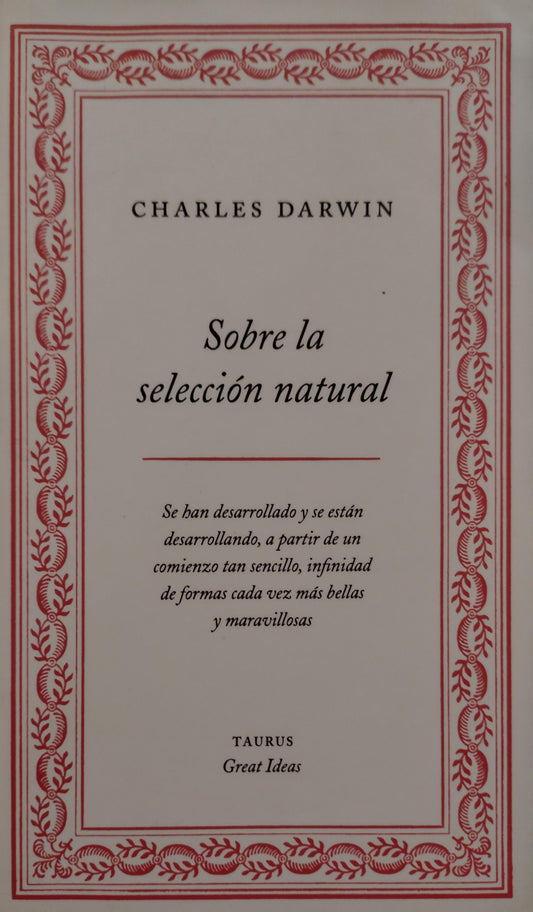 CHARLES DARWIN
Sobre la
selección natural
Se han desarrollado y se están
desarrollando, a partir de un
comienzo tan sencillo, infinidad
de formas cada vez más bellas
y maravillosas
TAURUS
Great Ideas